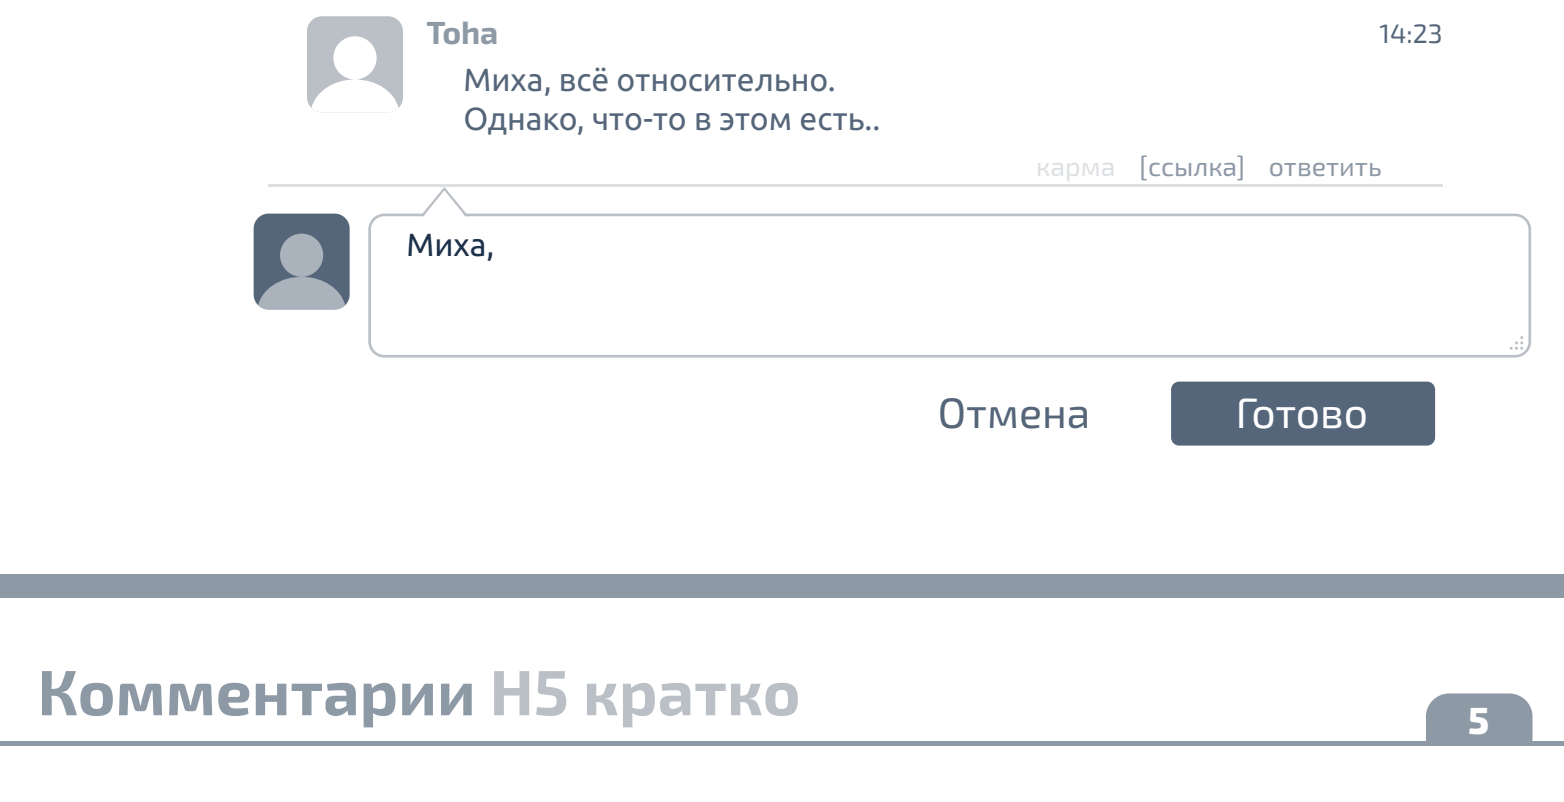 Toha 14:23
Миха, всё относительно.
Однако, что-то в этом есть..
карма [ссылка] ответить
Миха,
Отмена Готово
Комментарии H5 кратко
5